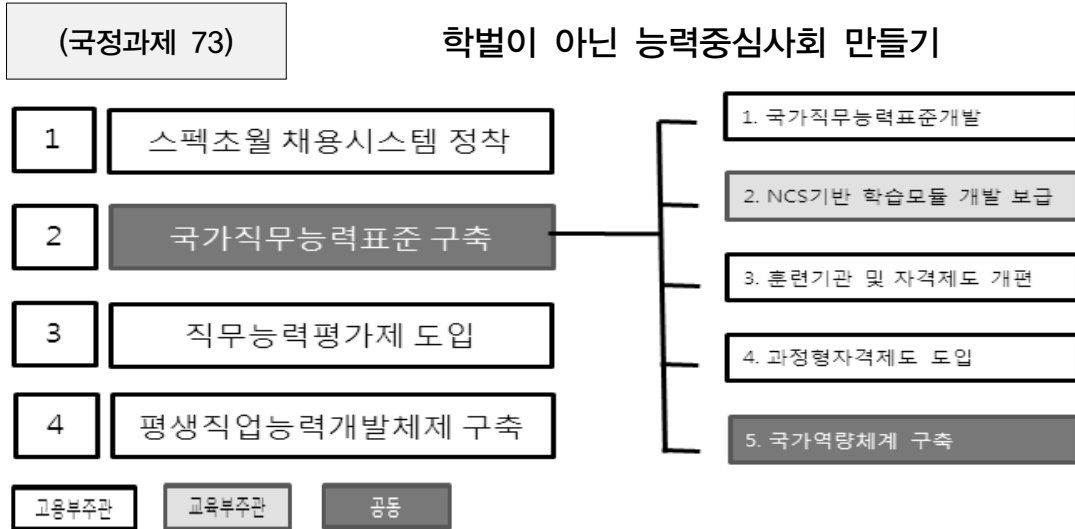 (국정과제 73)
학벌이 아닌 능력중심사회 만들기
1
스펙초월 채용시스템 정착
2
국가직무능력표준 구축
3
직무능력평가제 도입
4
평생직업능력개발체제 구축
1. 국가직무능력표준개발
2. NCS기반 학습모듈 개발 보급
3. 훈련기관 및 자격제도 개편
4. 과정형자격제도 도입
5. 국가역량체계 구축
고용부주관
교육부주관
공동